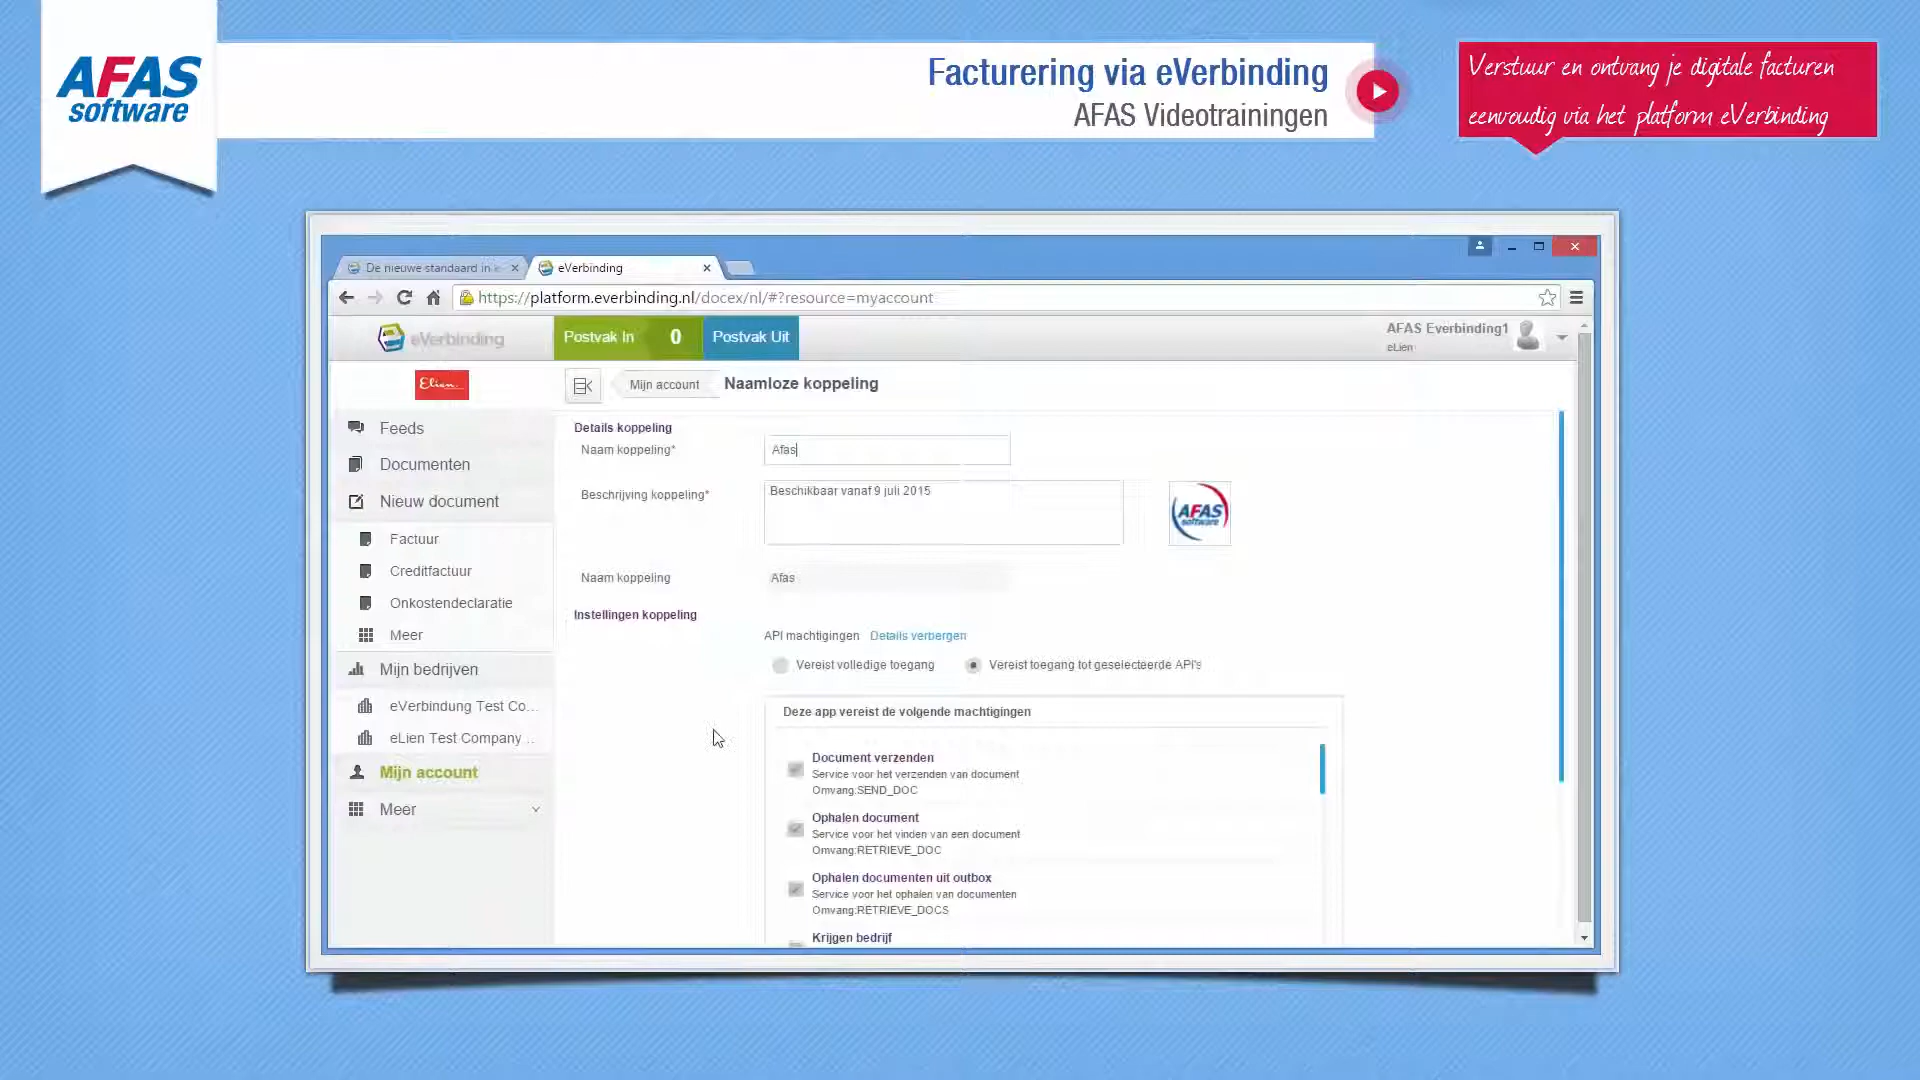 AFAS
software
Facturering via eVerbinding
AFAS Videotrainingen
Verstuur en ontvang je digitale facturen
eenvoudig via het platform eVerbinding
De nieuwe standaard in
eVerbinding
https://platform.everbinding.nl/docex/nl/#?resource=myaccount
eVerbinding
Postvak In 0
Postvak Uit
AFAS Everbinding1
eLien
Elien
Mijn account
Naamloze koppeling
Feeds
Documenten
Nieuw document
Factuur
Creditfactuur
Onkostendeclaratie
Meer
Mijn bedrijven
eVerbindung Test Co...
eLien Test Company ...
Mijn account
Meer
Details koppeling
Naam koppeling*
Afas
Beschrijving koppeling*
Beschikbaar vanaf 9 juli 2015
AFAS
software
Naam koppeling
Afas
Instellingen koppeling
API machtigingen Details verbergen
Vereist volledige toegang
Vereist toegang tot geselecteerde API's
Deze app vereist de volgende machtigingen
Document verzenden
Service voor het verzenden van document
Omvang:SEND_DOC
Ophalen document
Service voor het vinden van een document
Omvang:RETRIEVE_DOC
Ophalen documenten uit outbox
Service voor het ophalen van documenten
Omvang:RETRIEVE_DOCS
Krijgen bedrijf